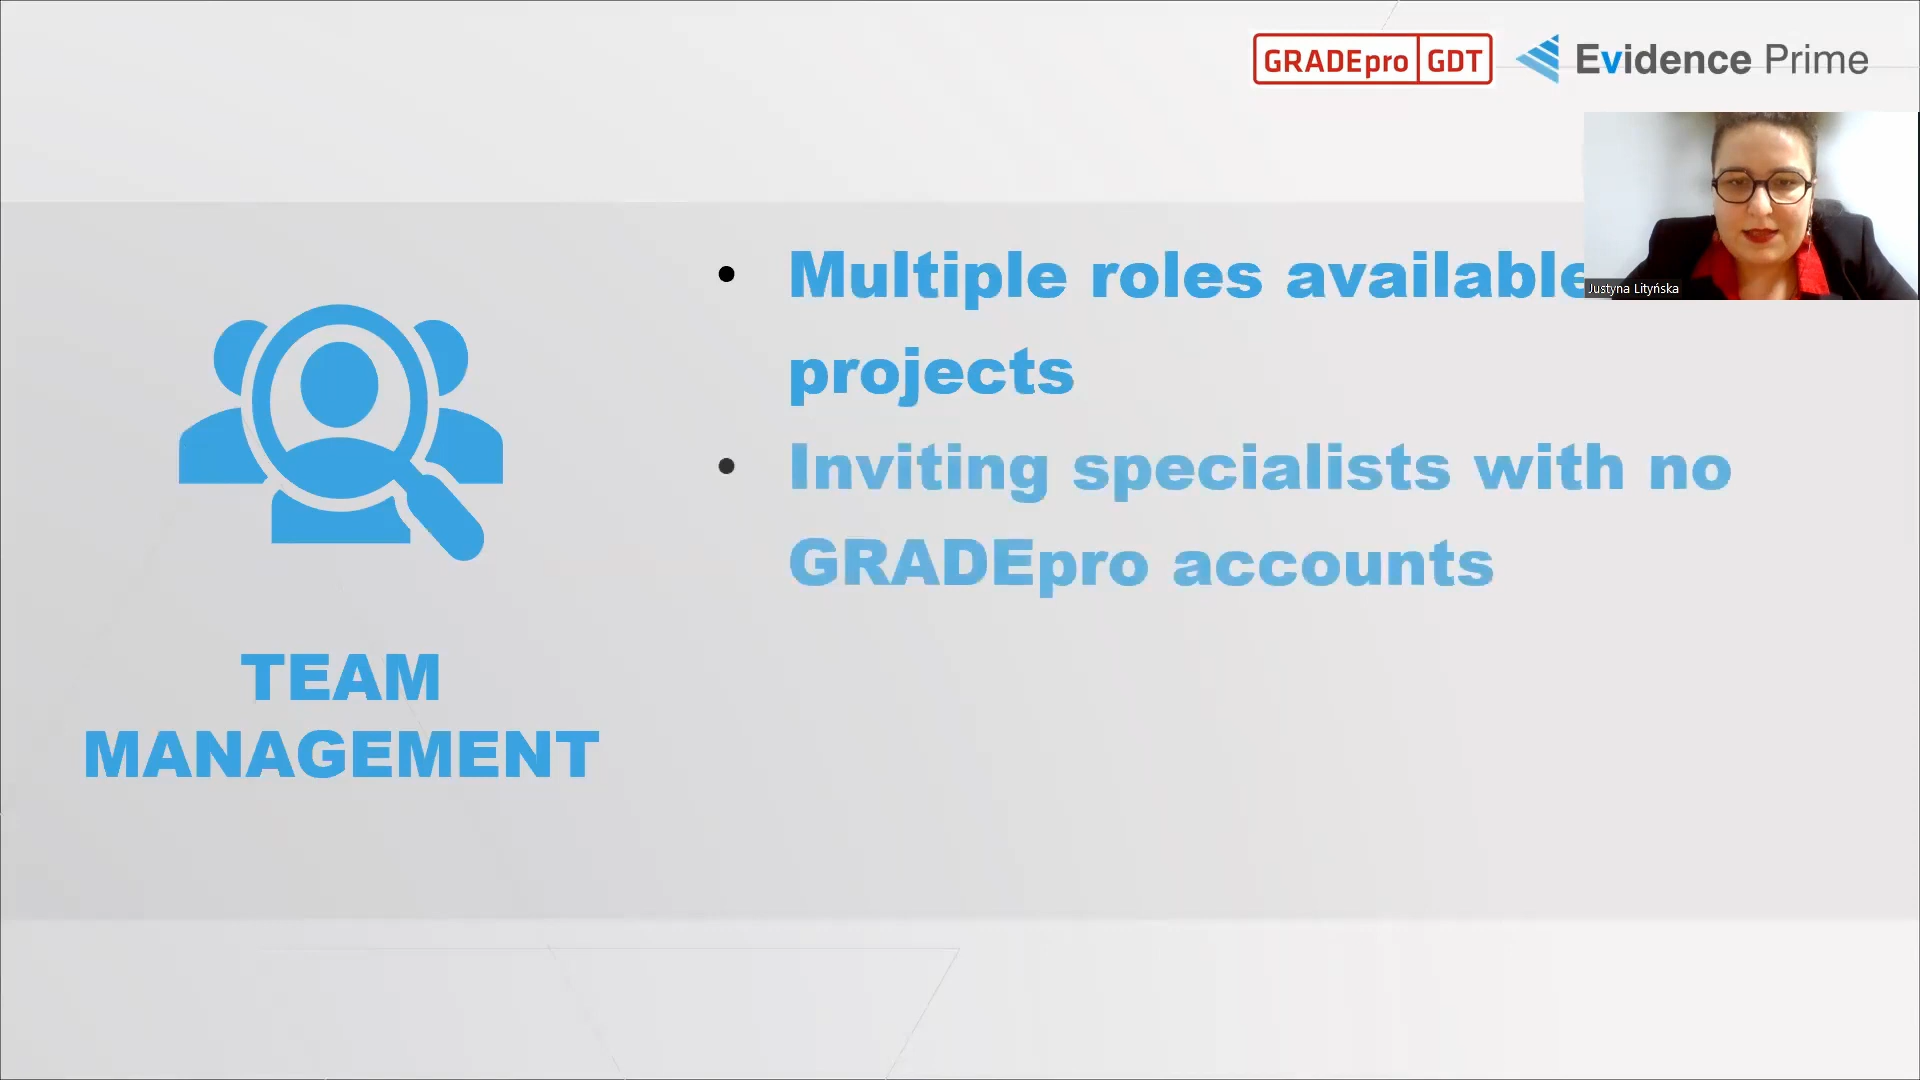 GRADEpro GDT Evidence Prime
Justyna Lityńska
• Multiple roles available
projects
• Inviting specialists with no
GRADEpro accounts
TEAM
MANAGEMENT